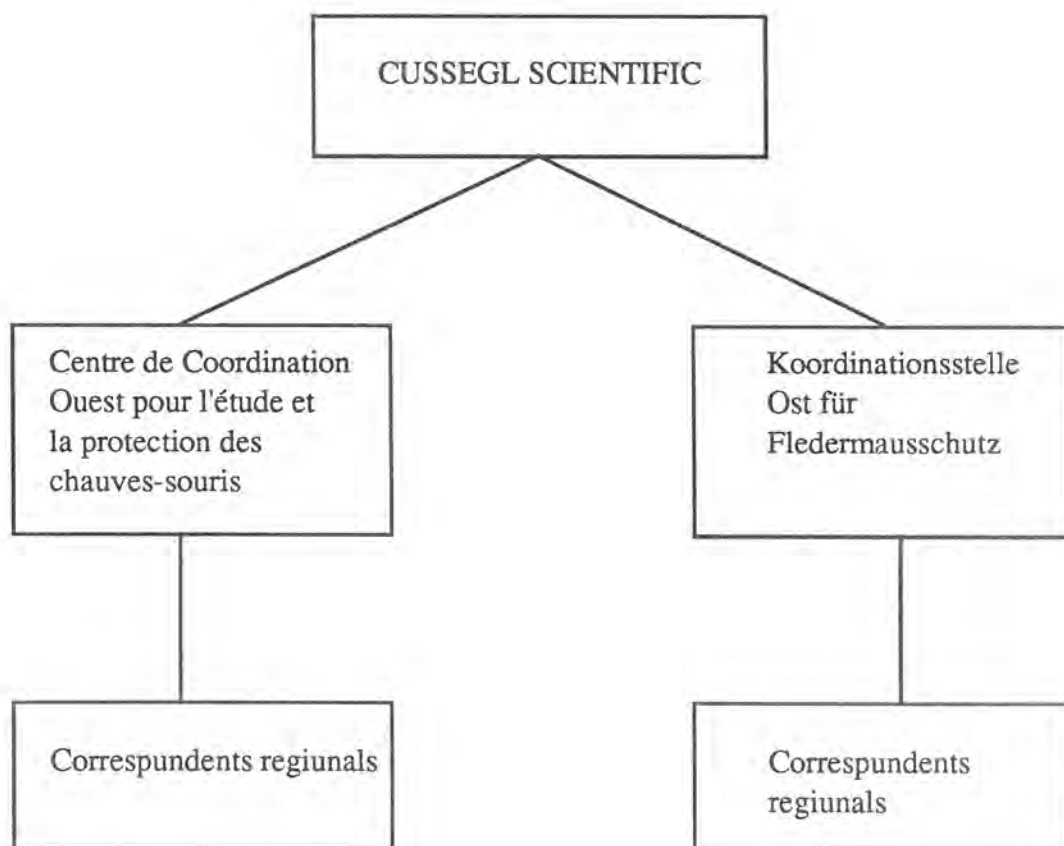 CUSSEGL SCIENTIFIC
Centre de Coordination
Ouest pour l'étude et
la protection des
chauves-souris
Koordinationsstelle
Ost für
Fledermausschutz
Correspundents regiunals
Correspundents
regiunals